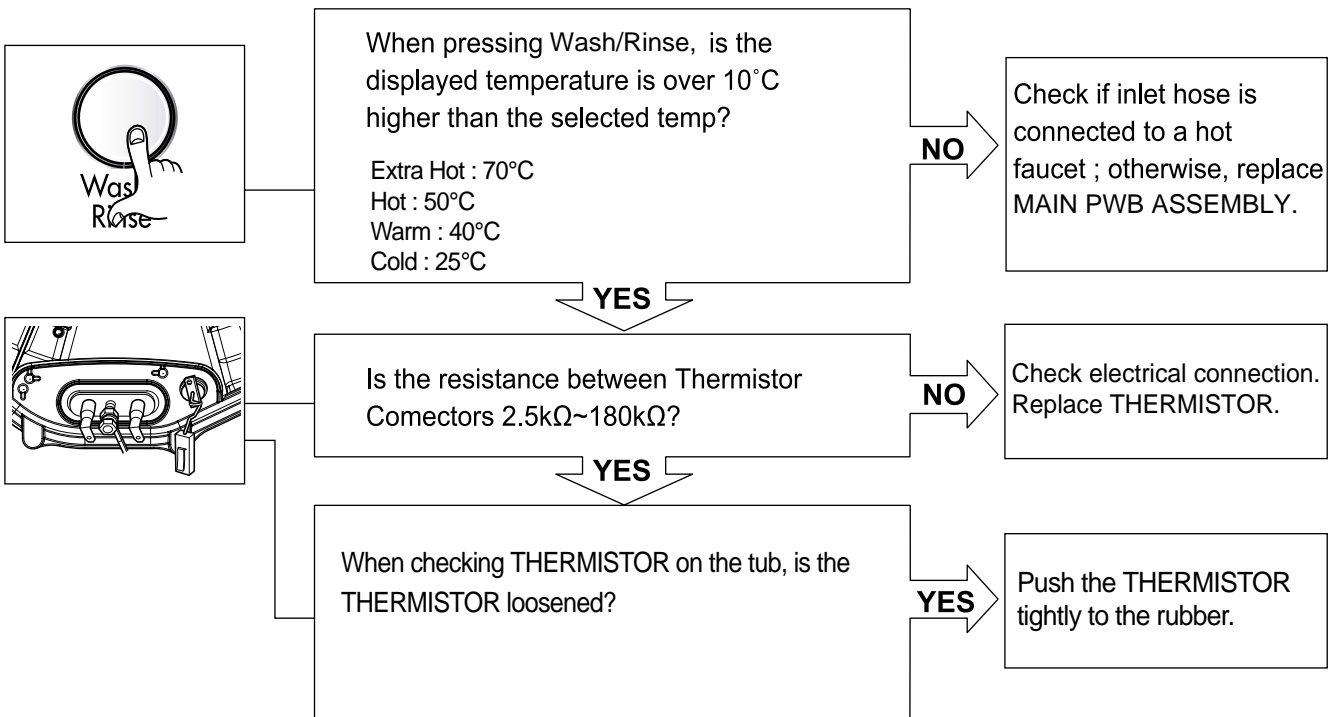 Wash
Rinse
When pressing Wash/Rinse, is the
displayed temperature is over 10˚C
higher than the selected temp?
Extra Hot : 70°C
Hot : 50°C
Warm : 40°C
Cold : 25°C
NO
Check if inlet hose is
connected to a hot
faucet ; otherwise, replace
MAIN PWB ASSEMBLY.
YES
Is the resistance between Thermistor
Comectors 2.5kΩ~180kΩ?
NO
Check electrical connection.
Replace THERMISTOR.
YES
When checking THERMISTOR on the tub, is the
THERMISTOR loosened?
YES
Push the THERMISTOR
tightly to the rubber.